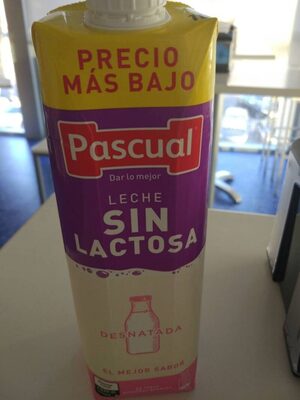 PRECIO
MÁS BAJO
Pascual
Dar lo mejor
LECHE
SIN
LACTOSA
DESNATADA
EL MEJOR SABOR